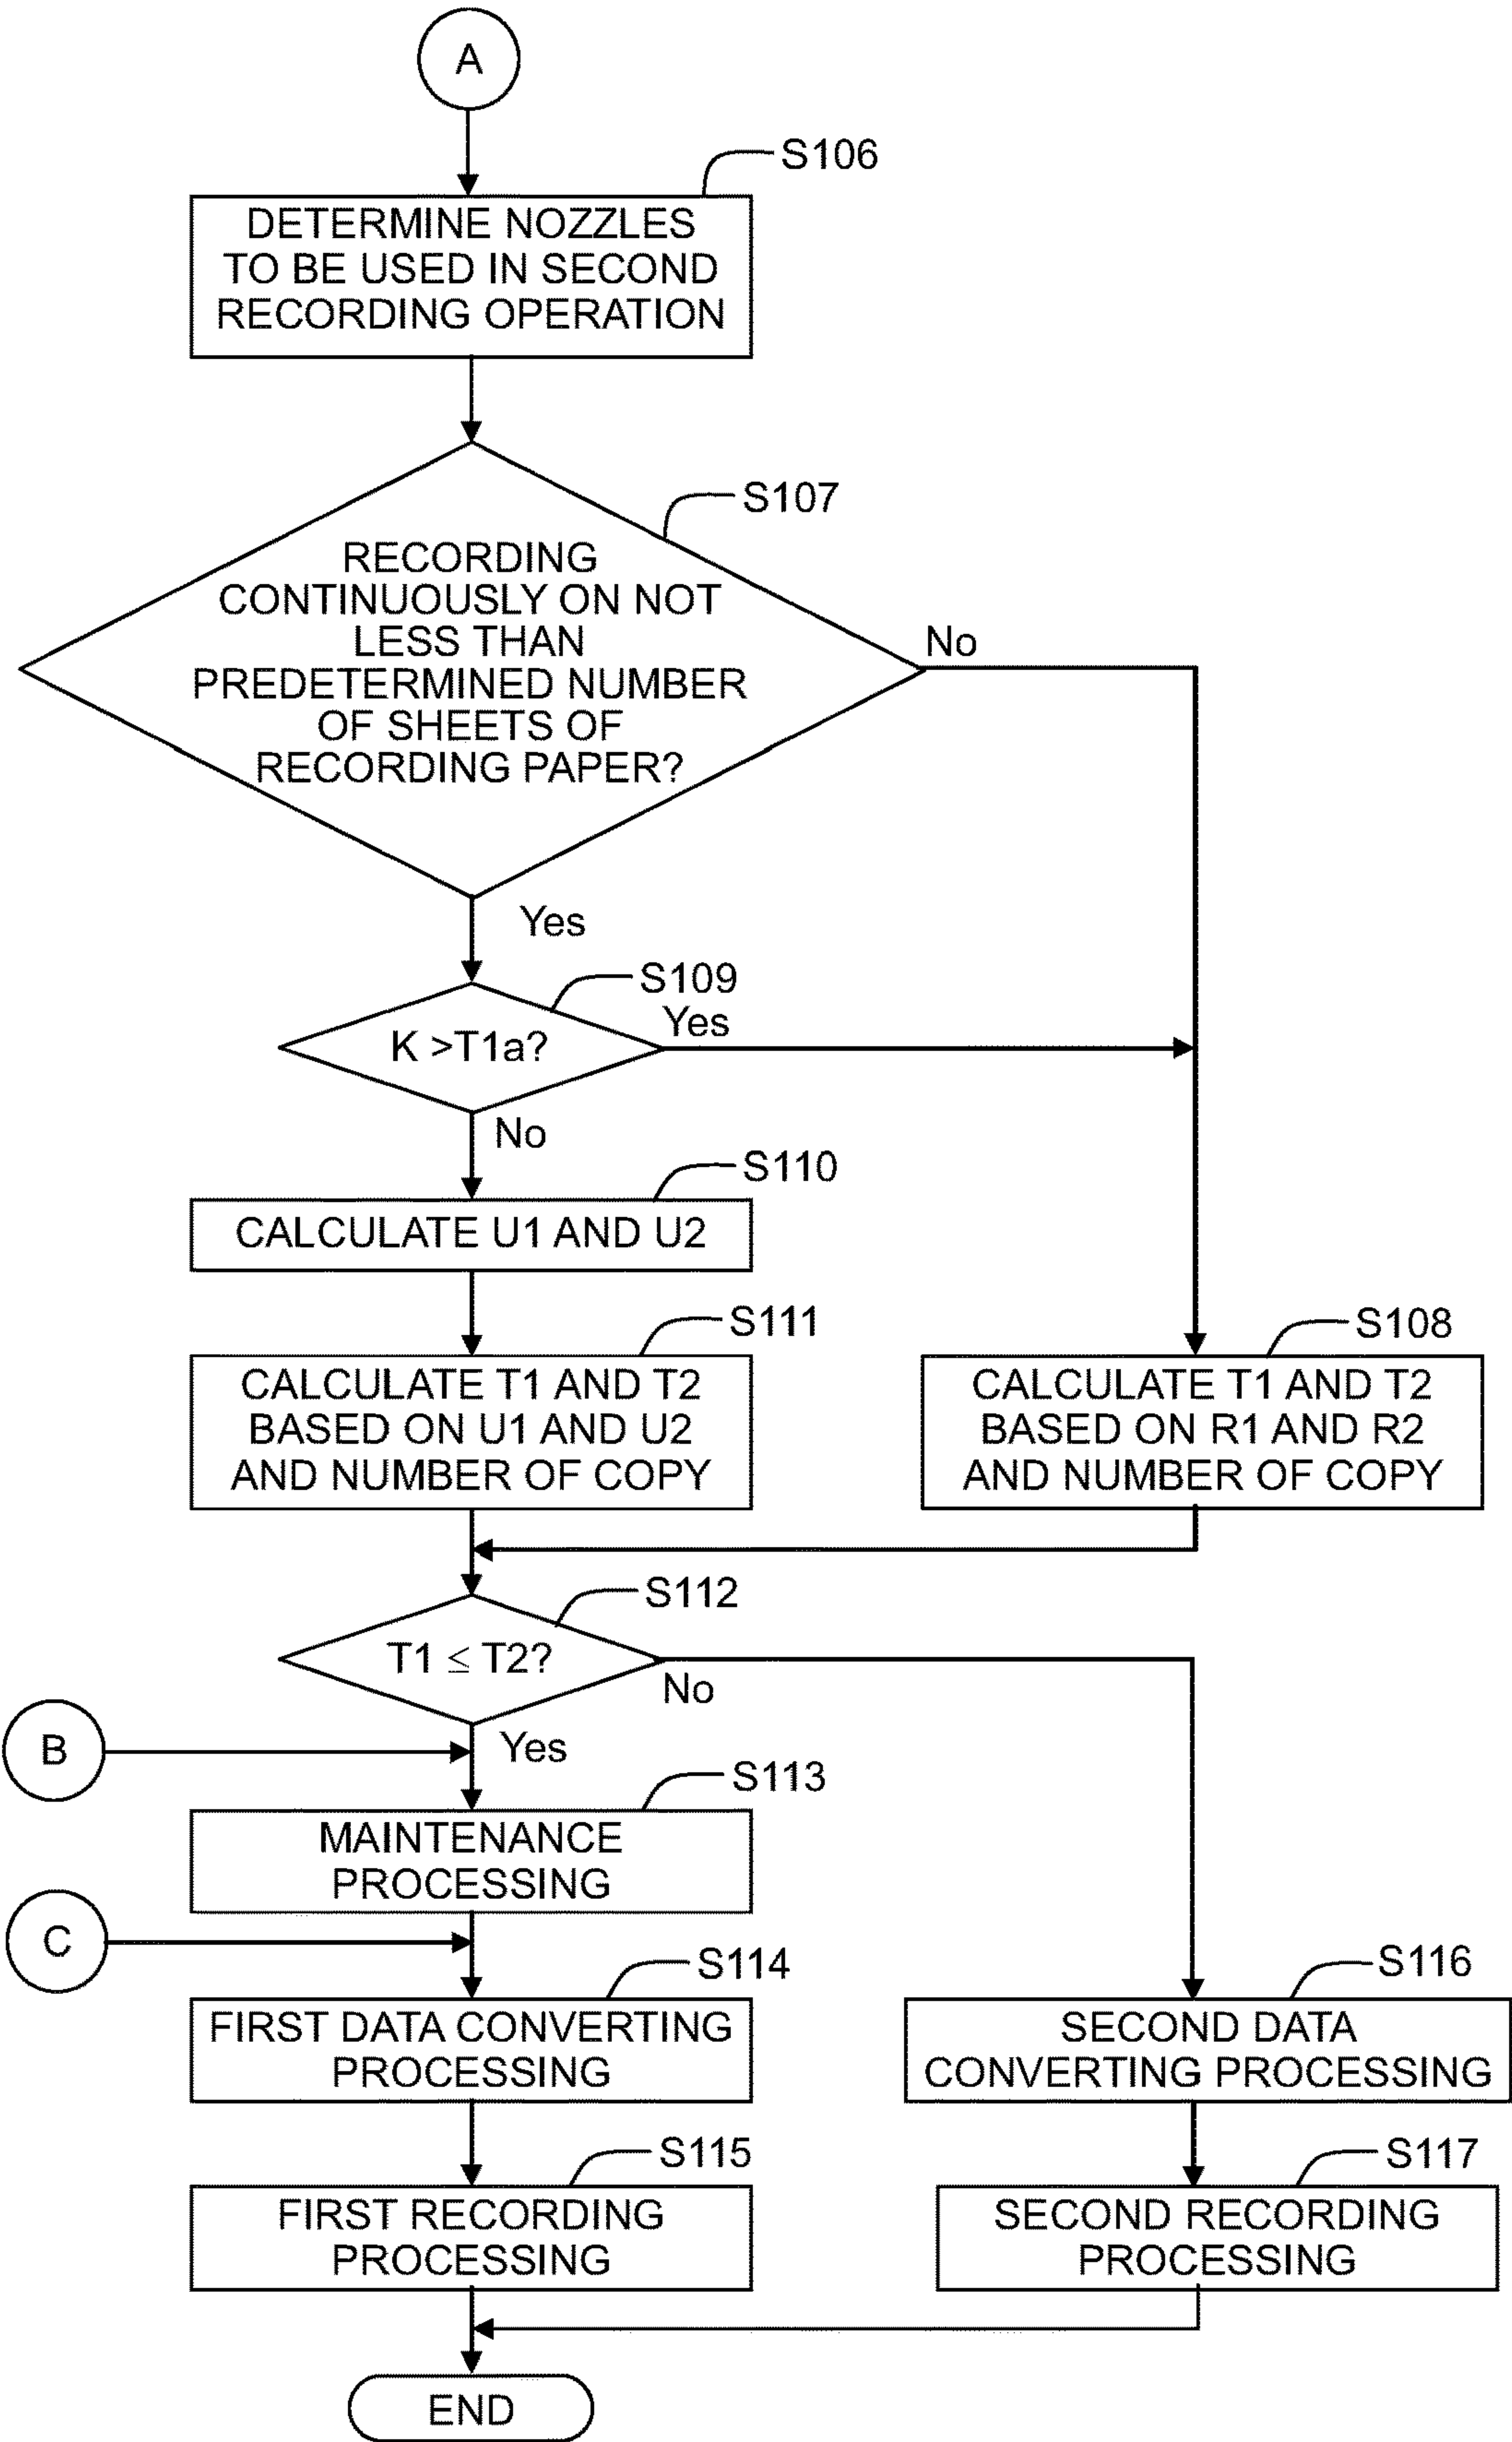 A
S106
DETERMINE NOZZLES
TO BE USED IN SECOND
RECORDING OPERATION
S107
RECORDING
CONTINUOUSLY ON NOT
LESS THAN
PREDETERMINED NUMBER
OF SHEETS OF
RECORDING PAPER?
No
Yes
S109
K >T1a?
Yes
No
S110
CALCULATE U1 AND U2
S111
CALCULATE T1 AND T2
BASED ON U1 AND U2
AND NUMBER OF COPY
S108
CALCULATE T1 AND T2
BASED ON R1 AND R2
AND NUMBER OF COPY
S112
T1 ≤ T2?
No
Yes
B
S113
MAINTENANCE
PROCESSING
C
S114
FIRST DATA CONVERTING
PROCESSING
S116
SECOND DATA
CONVERTING PROCESSING
S115
FIRST RECORDING
PROCESSING
S117
SECOND RECORDING
PROCESSING
END